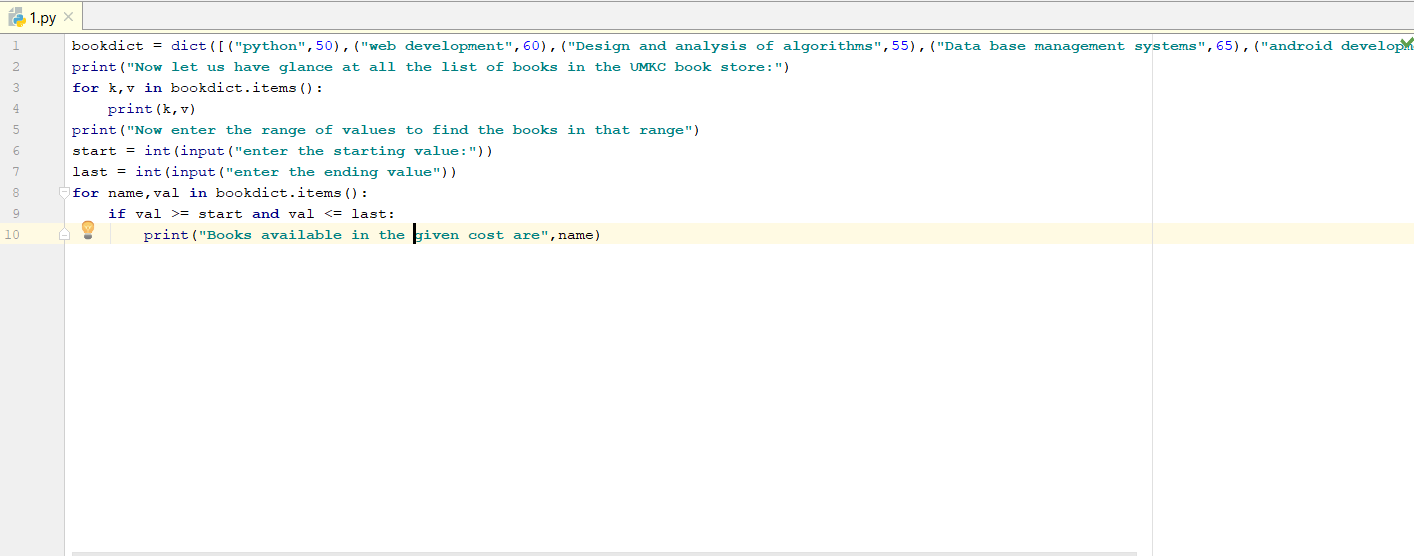 1.py
1 bookdict = dict([("python",50),("web development",60),("Design and analysis of algorithms",55),("Data base management systems",65),("android
2 print("Now let us have glance at all the list of books in the UMKC book store:")
3 for k,v in bookdict.items():
4     print(k,v)
5 print("Now enter the range of values to find the books in that range")
6 start = int(input("enter the starting value:"))
7 last = int(input("enter the ending value"))
8 for name,val in bookdict.items():
9     if val >= start and val <= last:
10         print("Books available in the given cost are",name)